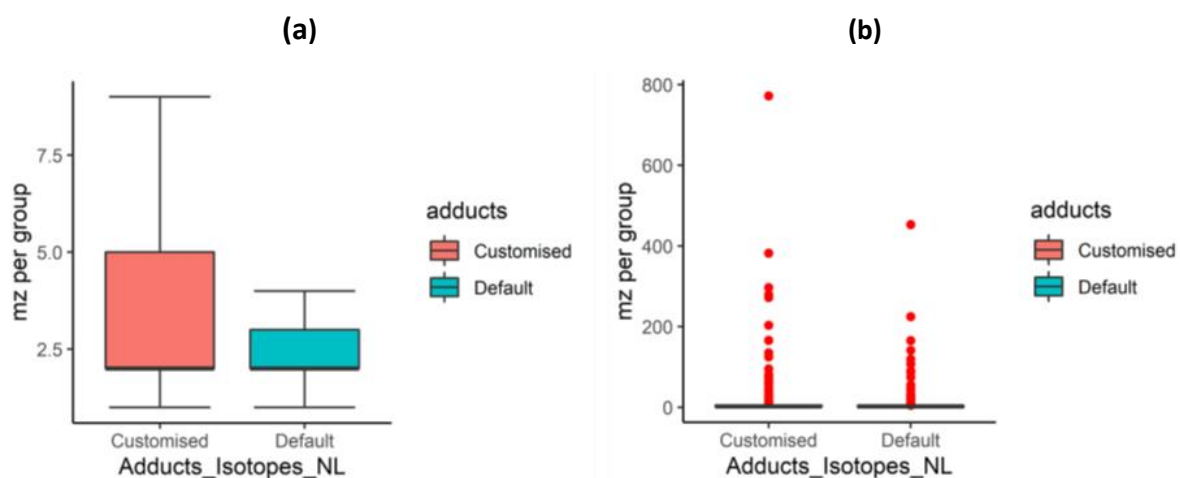 (a)
mz per group
7.5
5.0
2.5
Customised
Default
Adducts_Isotopes_NL
adducts
Customised
Default
(b)
mz per group
800
600
400
200
0
Customised
Default
Adducts_Isotopes_NL
adducts
Customised
Default